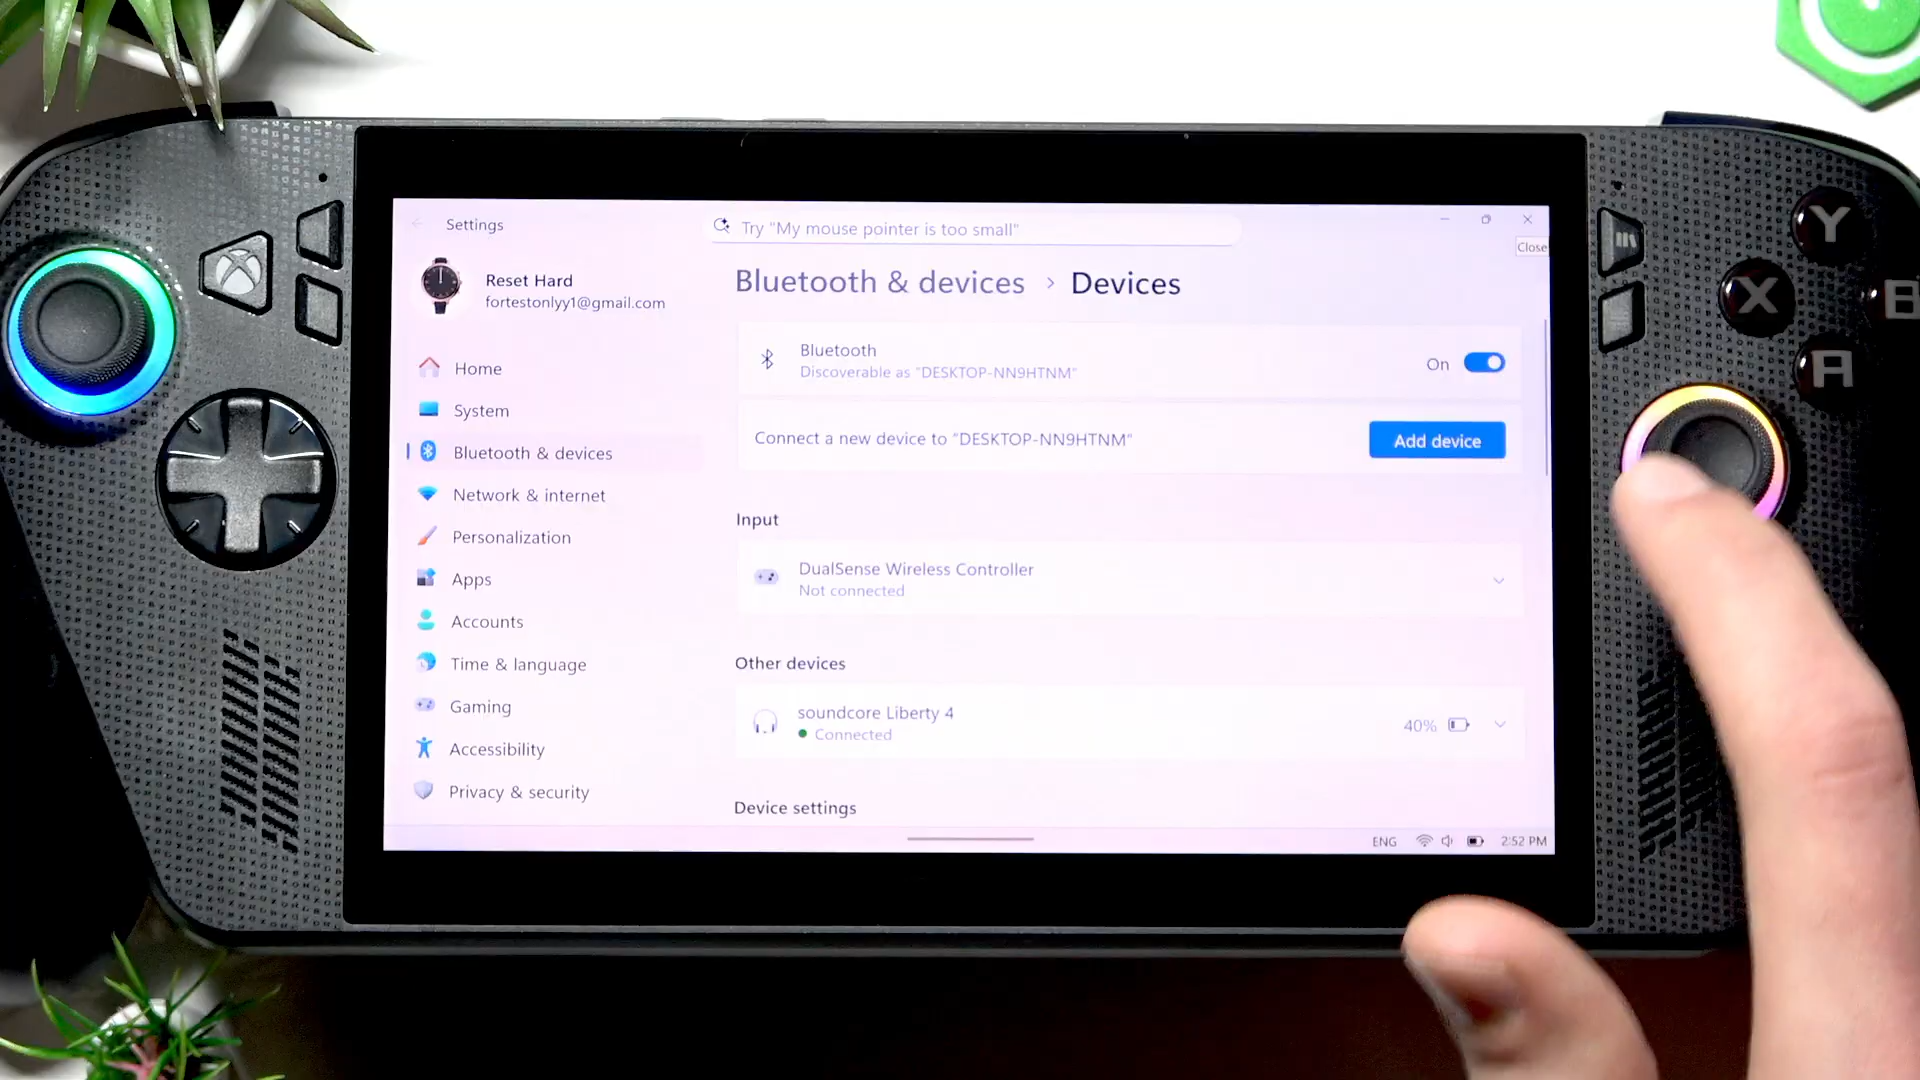 Settings
Try "My mouse pointer is too small"
Close
Reset Hard
fortestonlyy1@gmail.com
Home
System
Bluetooth & devices
Network & internet
Personalization
Apps
Accounts
Time & language
Gaming
Accessibility
Privacy & security
Bluetooth & devices > Devices
Bluetooth
Discoverable as "DESKTOP-NN9HTNM"
On
Connect a new device to "DESKTOP-NN9HTNM"
Add device
Input
DualSense Wireless Controller
Not connected
Other devices
soundcore Liberty 4
Connected
40%
Device settings
ENG
2:52 PM
Y
X
B
A